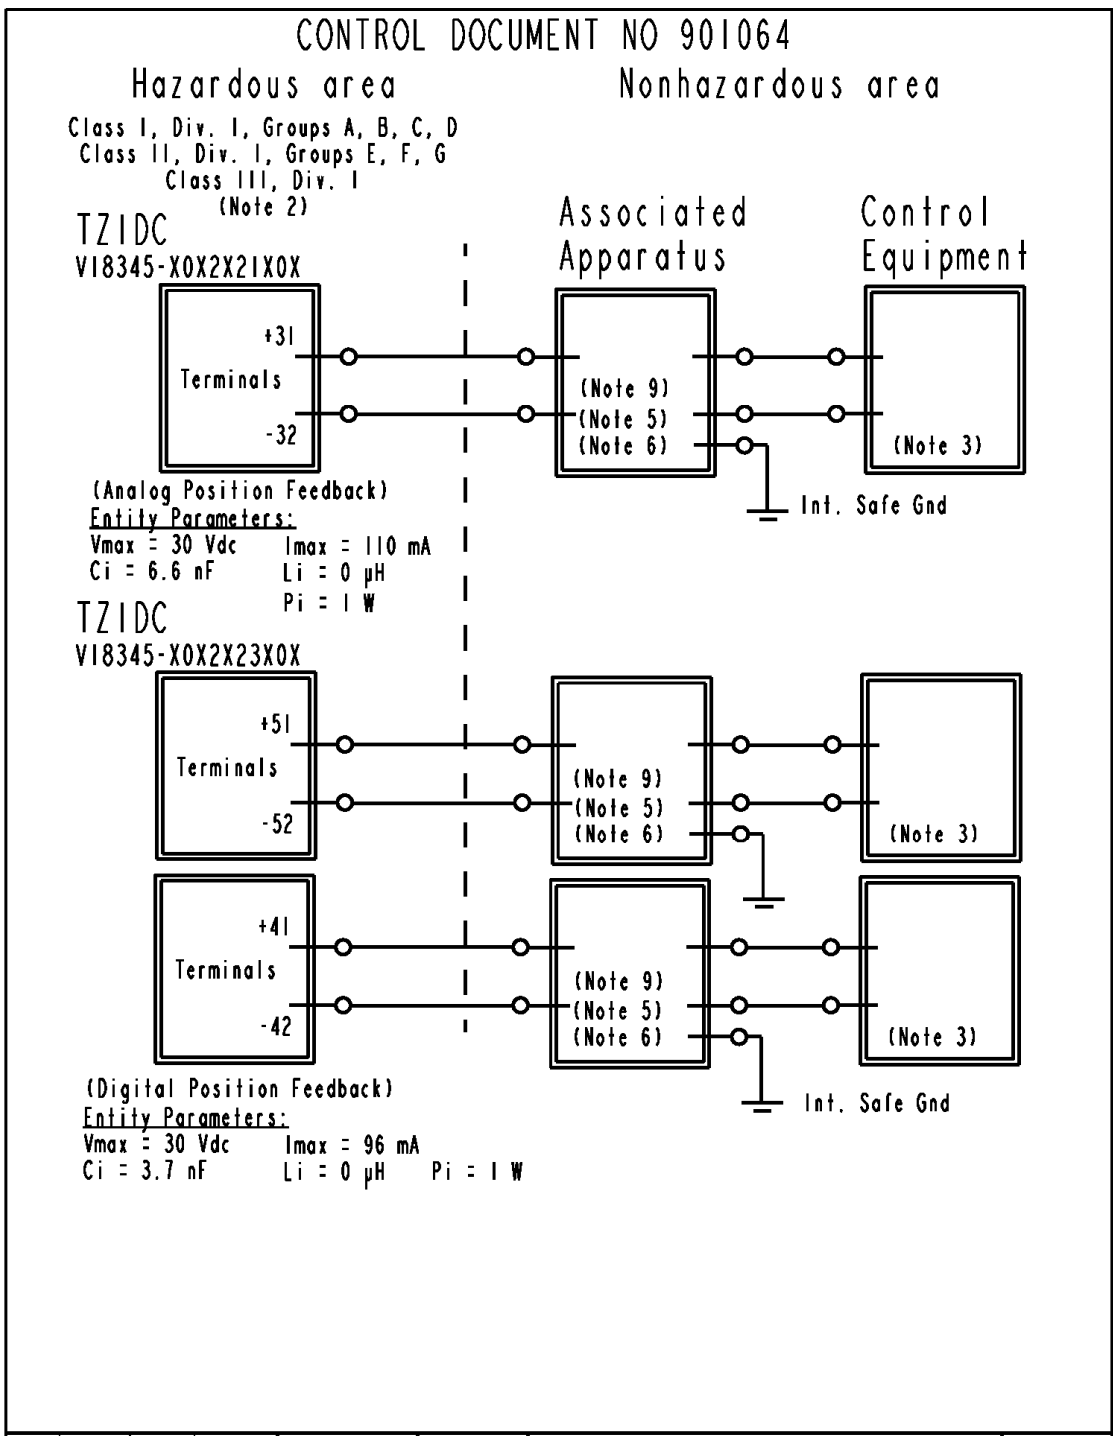 CONTROL DOCUMENT NO 901064
Hazardous area
Nonhazardous area
Class I, Div. 1, Groups A, B, C, D
Class II, Div. 1, Groups E, F, G
Class III, Div. 1
(Note 2)
TZIDC
V18345-X0X2X21X0X
Associated
Apparatus
Control
Equipment
+31
Terminals
-32
(Note 9)
(Note 5)
(Note 6)
(Note 3)
Int. Safe Gnd
(Analog Position Feedback)
Entity Parameters:
Vmax = 30 Vdc Imax = 110 mA
Ci = 6.6 nF Li = 0 µH
Pi = 1 W
TZIDC
V18345-X0X2X23X0X
+51
Terminals
-52
(Note 9)
(Note 5)
(Note 6)
(Note 3)
+41
Terminals
-42
(Note 9)
(Note 5)
(Note 6)
(Note 3)
Int. Safe Gnd
(Digital Position Feedback)
Entity Parameters:
Vmax = 30 Vdc Imax = 96 mA
Ci = 3.7 nF Li = 0 µH Pi = 1 W